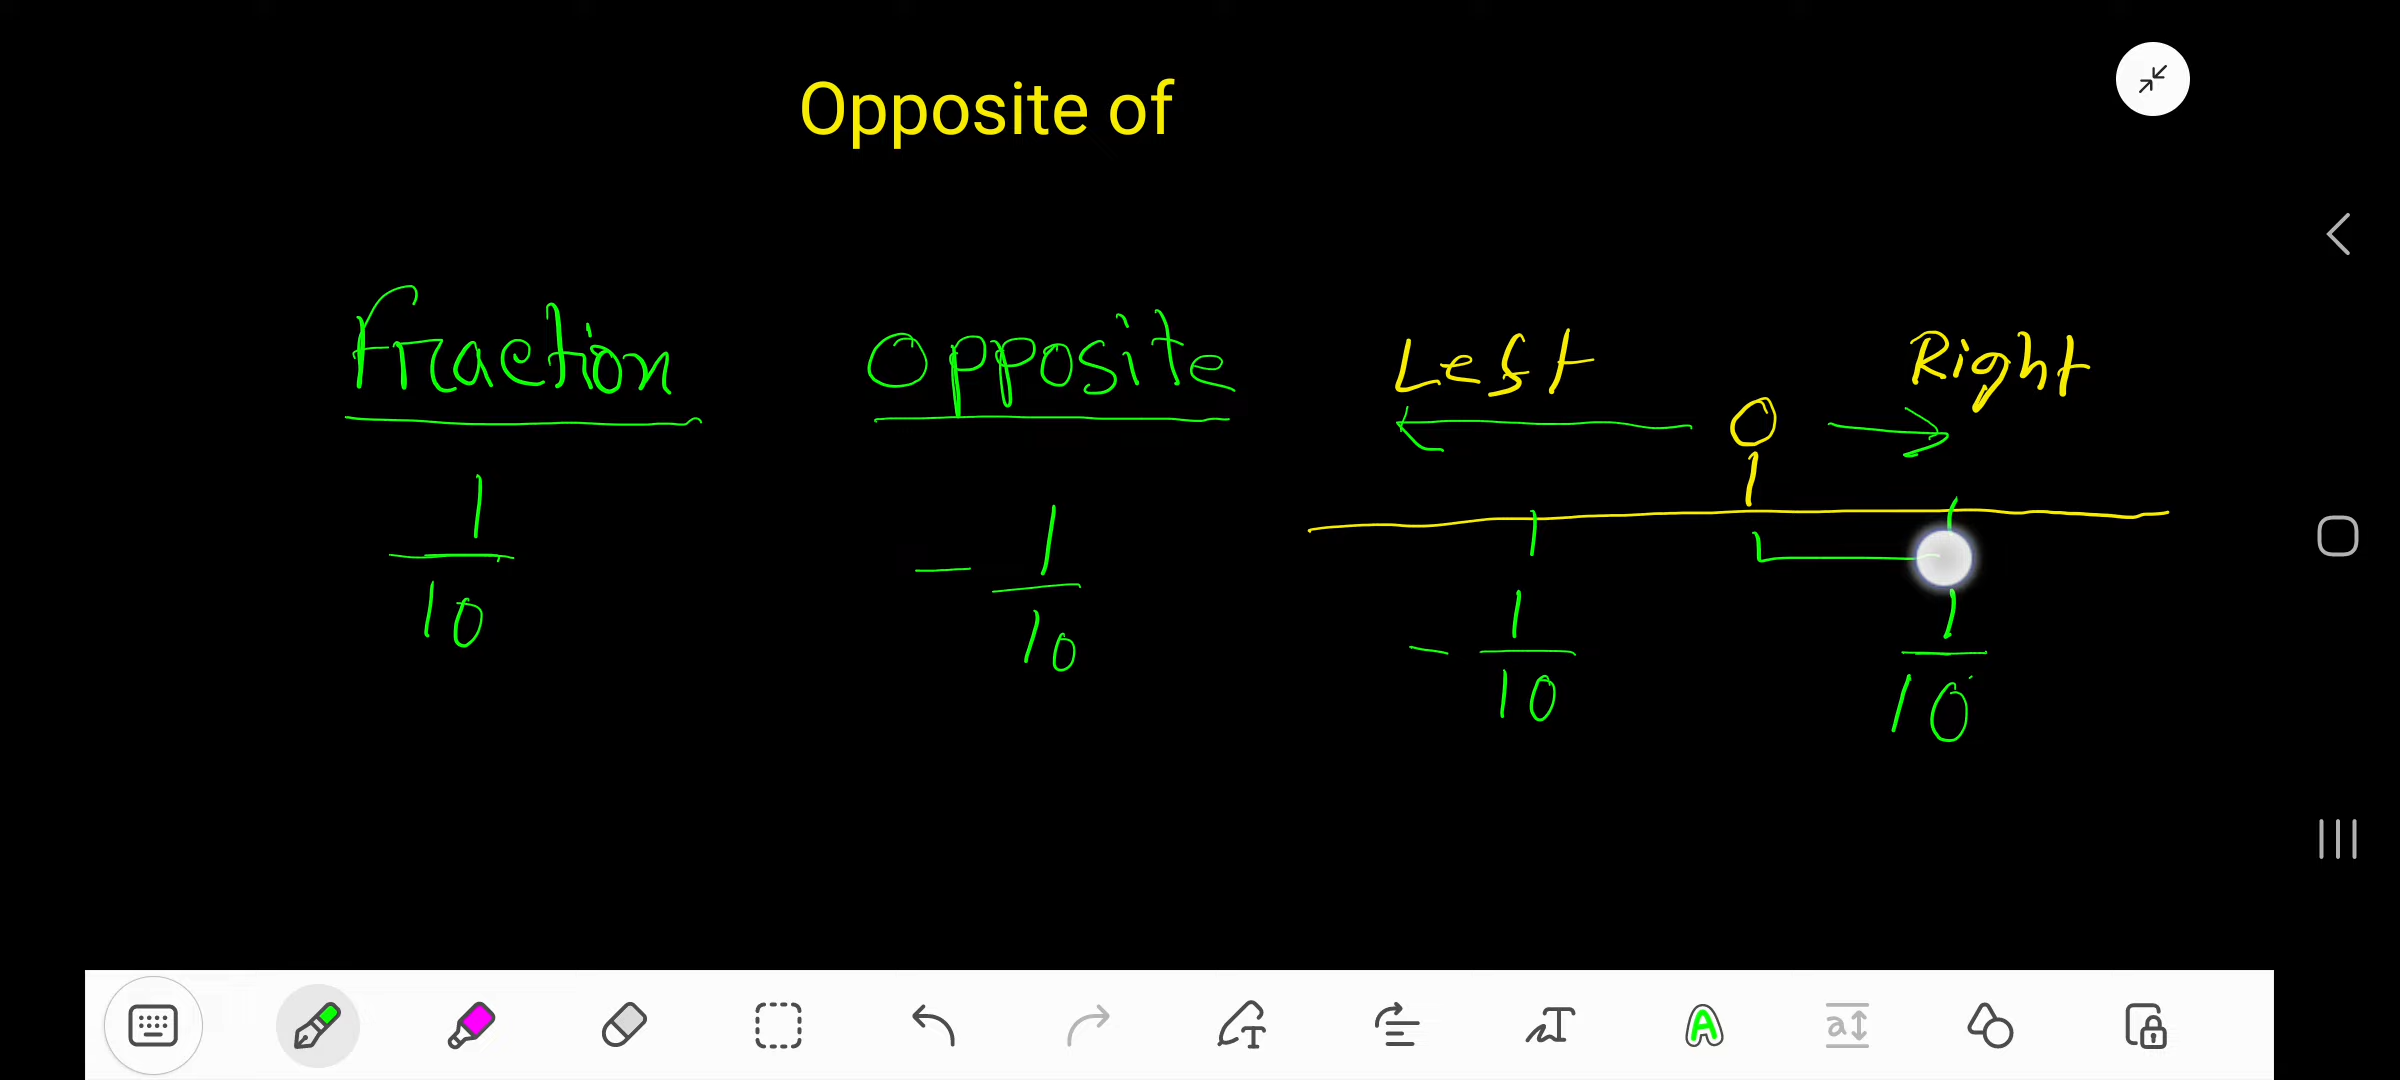 Opposite of
Fraction opposite Left Right
0
1/10 - 1/10 - 1/10 1/10